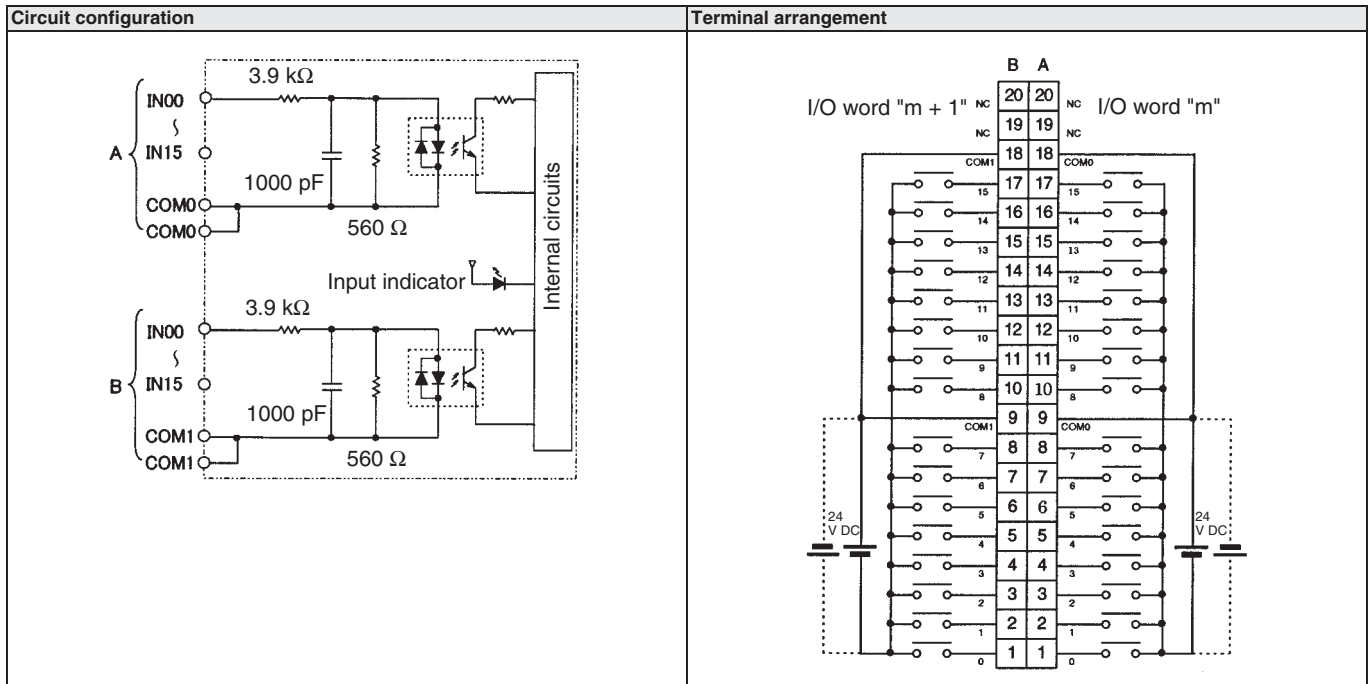 Circuit configuration
A
IN00
IN15
COM0
COM0
3.9 kΩ
1000 pF
560 Ω
Input indicator
Internal circuits
B
IN00
IN15
COM1
COM1
3.9 kΩ
1000 pF
560 Ω
Terminal arrangement
B A
I/O word "m + 1" NC 20 20 NC I/O word "m"
NC 19 19 NC
COM1 18 18 COM0
15 17 17 15
14 16 16 14
13 15 15 13
12 14 14 12
11 13 13 11
10 12 12 10
9 11 11 9
8 10 10 8
COM1 9 9 COM0
7 8 8 7
6 7 7 6
5 6 6 5
24 V DC 4 5 5 4 24 V DC
3 4 4 3
2 3 3 2
1 2 2 1
0 1 1 0